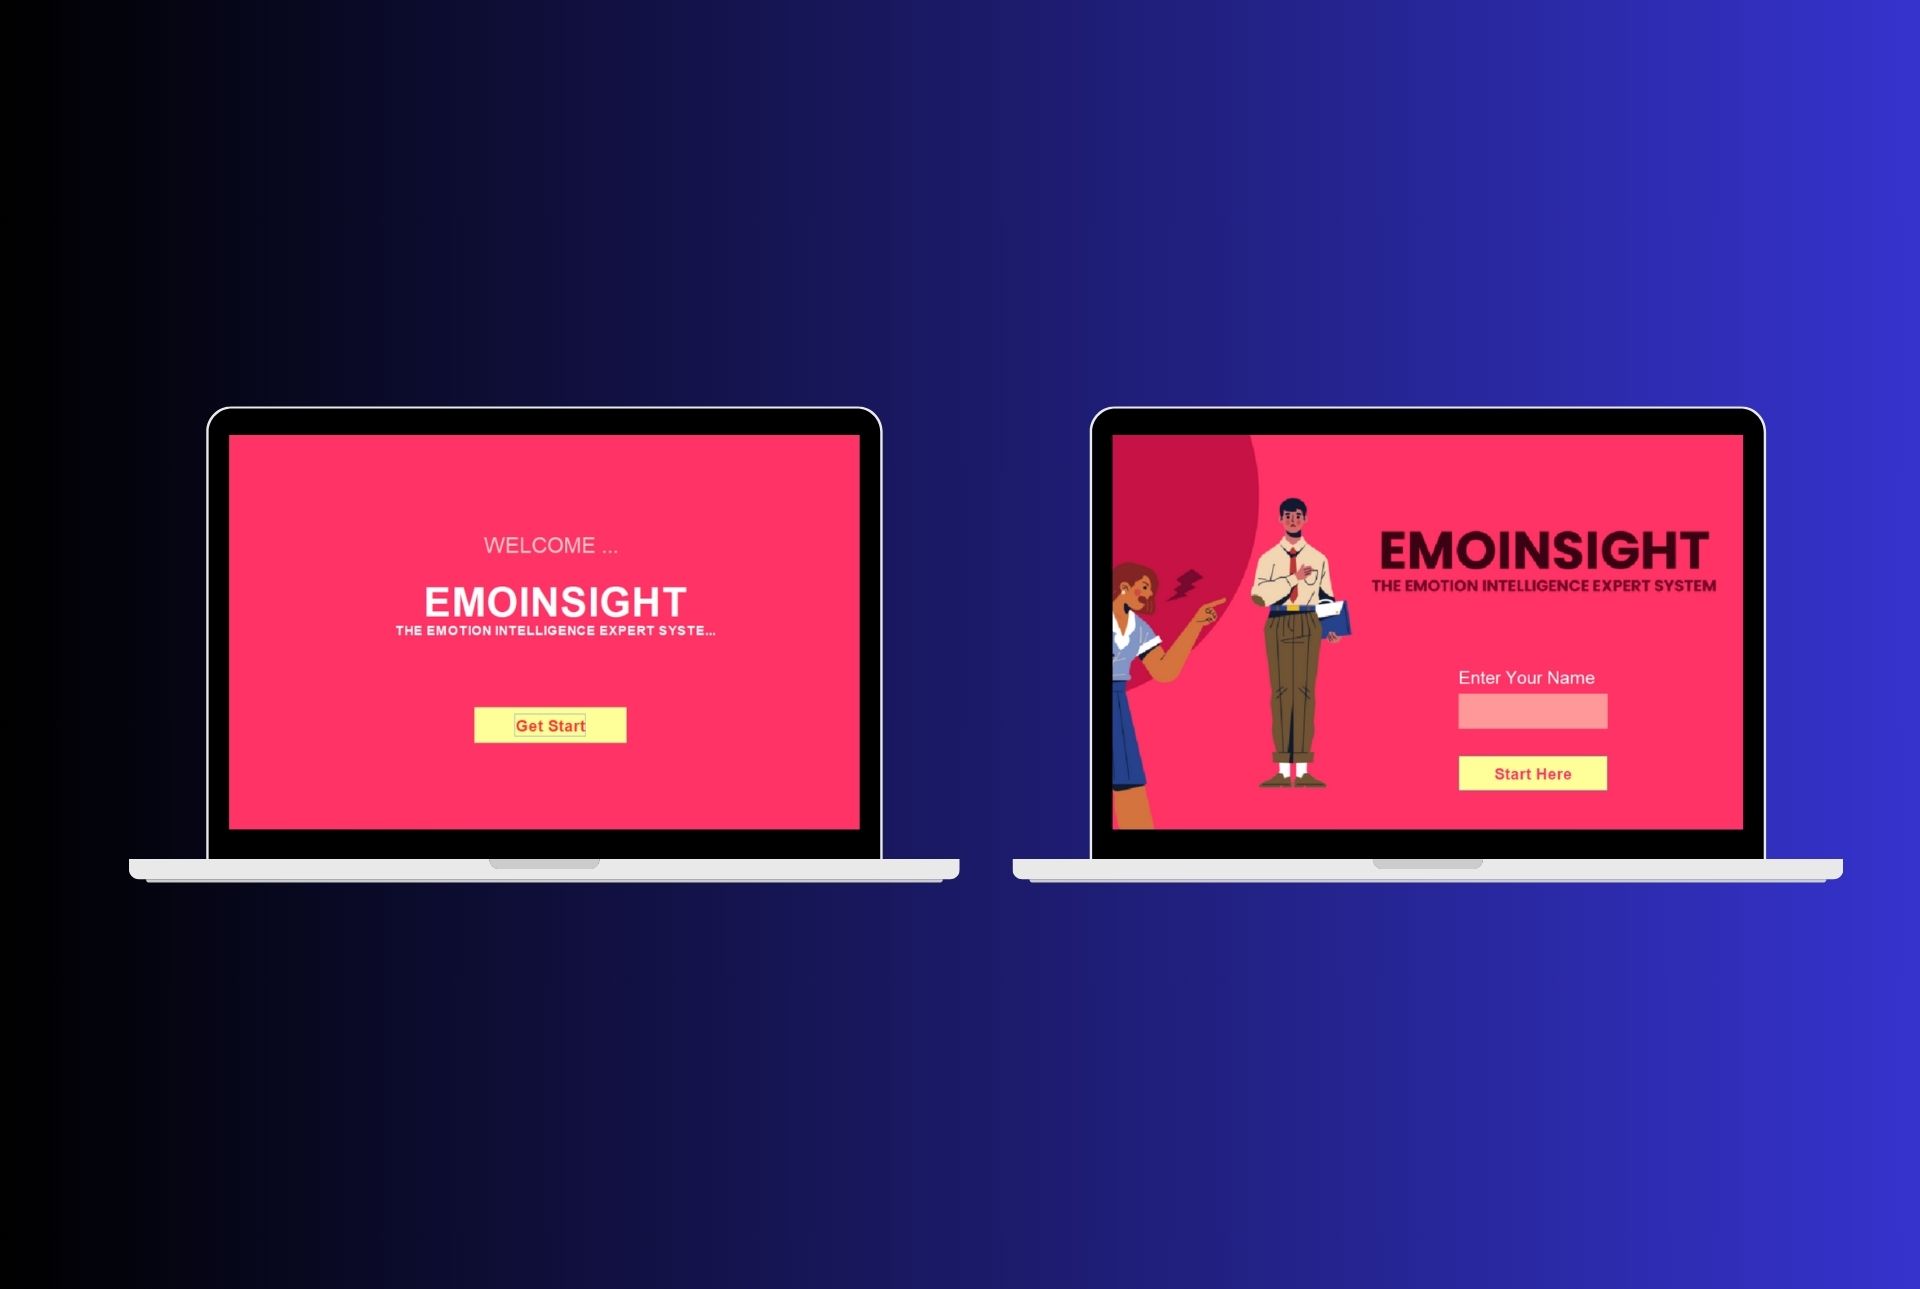 WELCOME ...
EMOINSIGHT
THE EMOTION INTELLIGENCE EXPERT SYSTE...
Get Start
EMOINSIGHT
THE EMOTION INTELLIGENCE EXPERT SYSTEM
Enter Your Name
Start Here